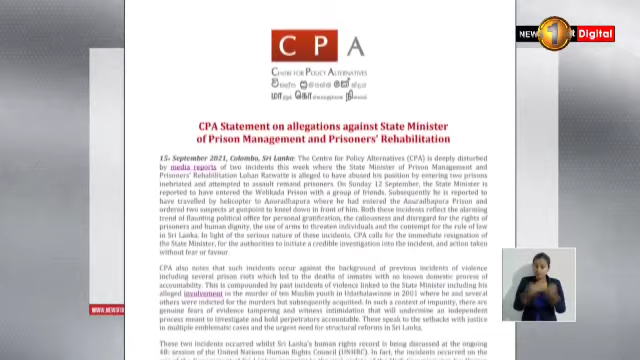 NEWS 1st Digital
CPA
CENTRE FOR POLICY ALTERNATIVES
CPA Statement on allegations against State Minister
of Prison Management and Prisoners' Rehabilitation
15th September 2021, Colombo, Sri Lanka: The Centre for Policy Alternatives (CPA) is deeply disturbed
by media reports of two incidents this week where the State Minister of Prison Management and
Prisoners' Rehabilitation Lohan Ratwatte is alleged to have abused his position by entering two prisons
inebriated and attempted to assault remand prisoners. On Sunday 12 September, the State Minister is
reported to have entered the Welikada Prison with a group of friends. Subsequently he is reported to
have travelled by helicopter to Anuradhapura where he had entered the Anuradhapura Prison and
ordered two suspects at gunpoint to kneel down in front of him. Both these incidents reflect the alarming
trend of flaunting political office for personal gratification, the callousness and disregard for the rights of
prisoners and human dignity, the use of arms to threaten individuals and the contempt for the rule of law
in Sri Lanka. In light of the serious nature of these incidents, CPA calls for the immediate resignation of
the State Minister, for the authorities to initiate a credible investigation into the incident, and action taken
without fear or favour
CPA also notes that such incidents occur against the background of previous incidents of violence
including several prison riots which led to the deaths of inmates with no known domestic process of
accountability. This is compounded by past incidents of violence linked to the State Minister including his
alleged involvement in the murder of ten Muslim youth in Udathalawinne in 2001 where he and several
others were indicted for the murders but subsequently acquitted. In such a context of impunity, there are
genuine fears of evidence tampering and witness intimidation that will undermine an
independent process meant to investigate and hold perpetrators accountable. These speak to the setbacks with justice in
multiple emblematic cases and the urgent need for structural reforms in Sri Lanka.
These two incidents occurred whilst Sri Lanka's human rights record is being discussed at the ongoing
48th session of the United Nations Human Rights Council (UNHRC). In fact, the incidents occurred on the